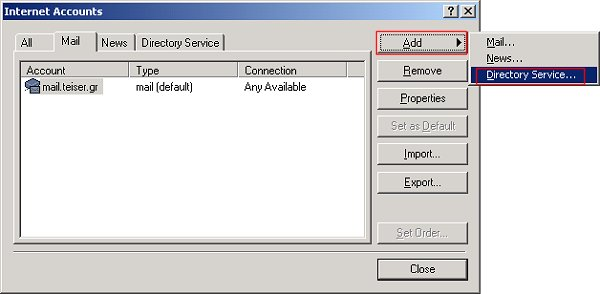 Internet Accounts
All Mail News Directory Service
Add
Mail...
News...
Directory Service...
Account Type Connection
mail.teiser.gr mail (default) Any Available
Remove
Properties
Set as Default
Import...
Export...
Set Order...
Close